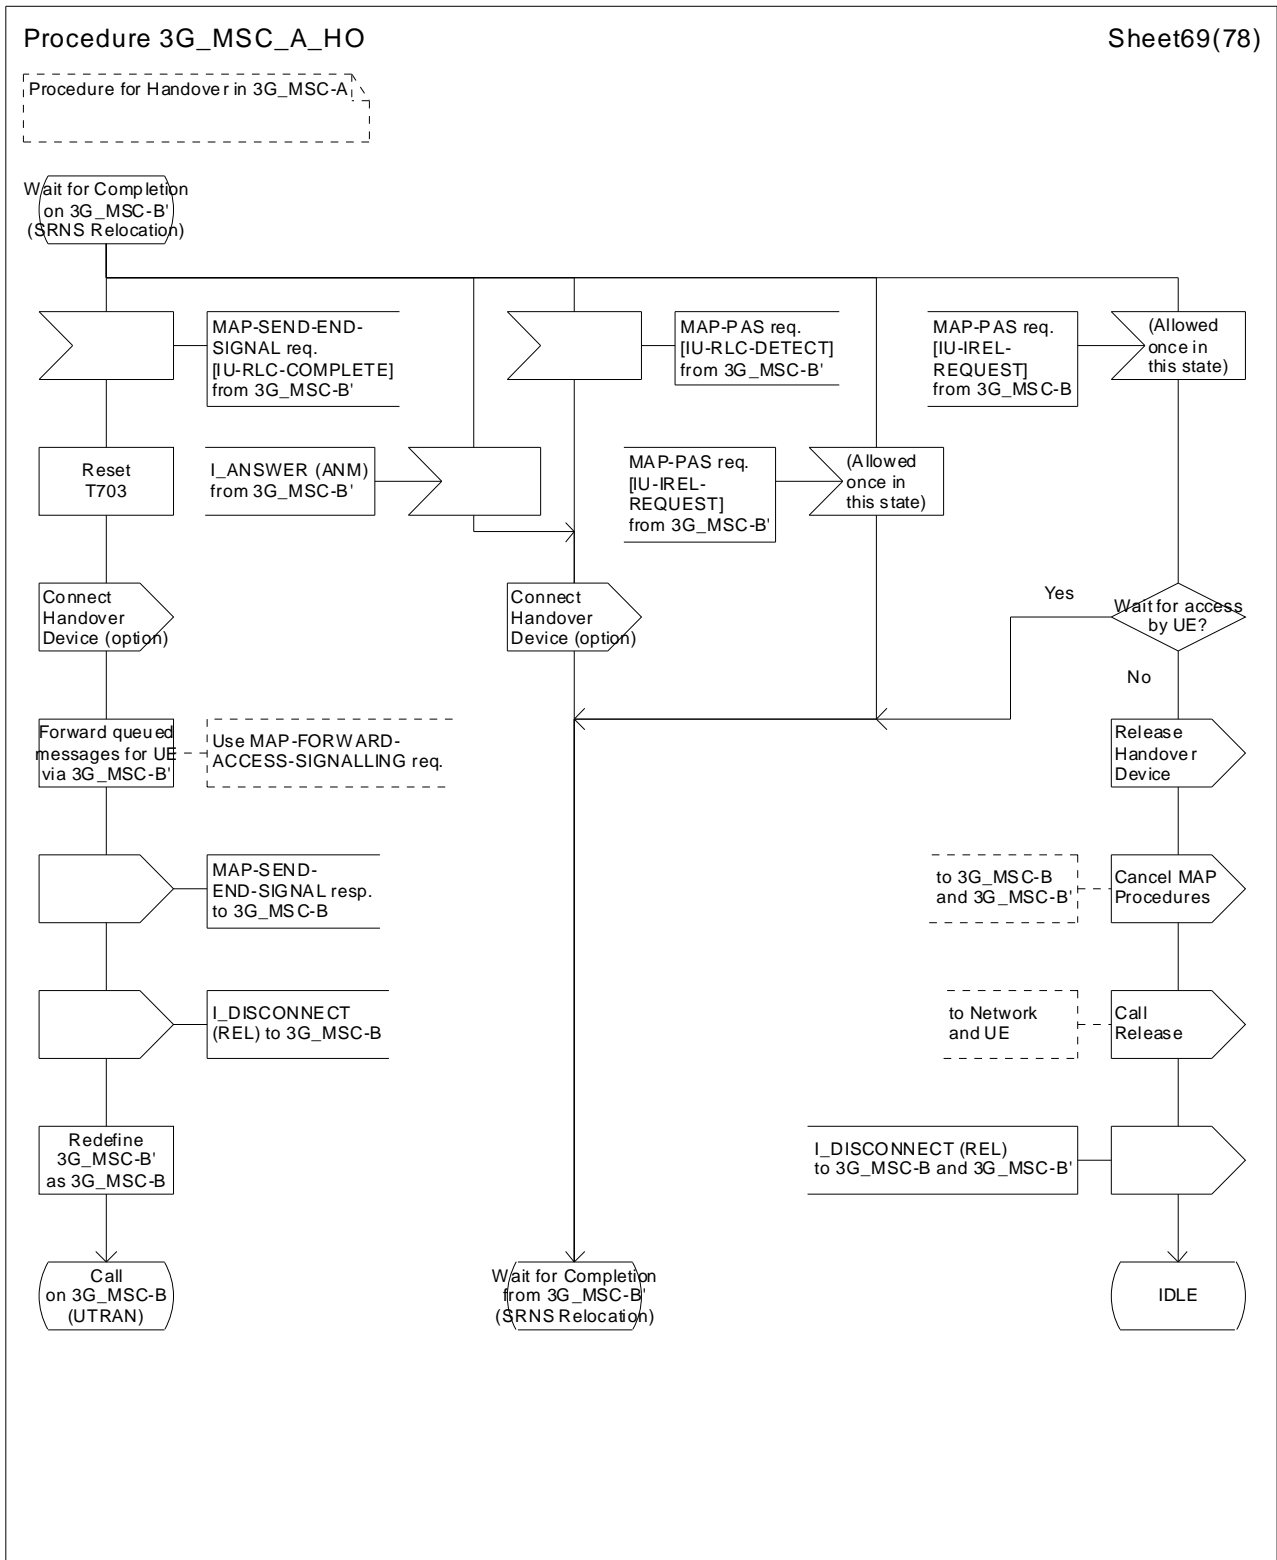 Procedure 3G_MSC_A_HO
Sheet69(78)
Procedure for Handover in 3G_MSC-A
Wait for Completion
on 3G_MSC-B'
(SRNS Relocation)
MAP-SEND-END-
SIGNAL req.
[IU-RLC-COMPLETE]
from 3G_MSC-B'
MAP-PAS req.
[IU-RLC-DETECT]
from 3G_MSC-B'
MAP-PAS req.
[IU-IREL-
REQUEST]
from 3G_MSC-B
(Allowed
once in
this state)
Reset
T703
I_ANSWER (ANM)
from 3G_MSC-B'
MAP-PAS req.
[IU-IREL-
REQUEST]
from 3G_MSC-B'
(Allowed
once in
this state)
Connect
Handover
Device (option)
Connect
Handover
Device (option)
Yes
Wait for access
by UE?
No
Forward queued
messages for UE
via 3G_MSC-B'
Use MAP-FORWARD-
ACCESS-SIGNALLING req.
Release
Handover
Device
MAP-SEND-
END-SIGNAL resp.
to 3G_MSC-B
to 3G_MSC-B
and 3G_MSC-B'
Cancel MAP
Procedures
I_DISCONNECT
(REL) to 3G_MSC-B
to Network
and UE
Call
Release
Redefine
3G_MSC-B'
as 3G_MSC-B
I_DISCONNECT (REL)
to 3G_MSC-B and 3G_MSC-B'
Call
on 3G_MSC-B
(UTRAN)
Wait for Completion
from 3G_MSC-B'
(SRNS Relocation)
IDLE